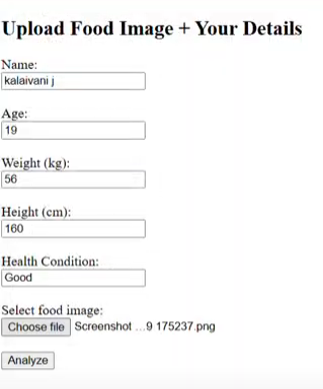 Upload Food Image + Your Details
Name:
kalaivani j
Age:
19
Weight (kg):
56
Height (cm):
160
Health Condition:
Good
Select food image:
Choose file Screenshot ...9 175237.png
Analyze